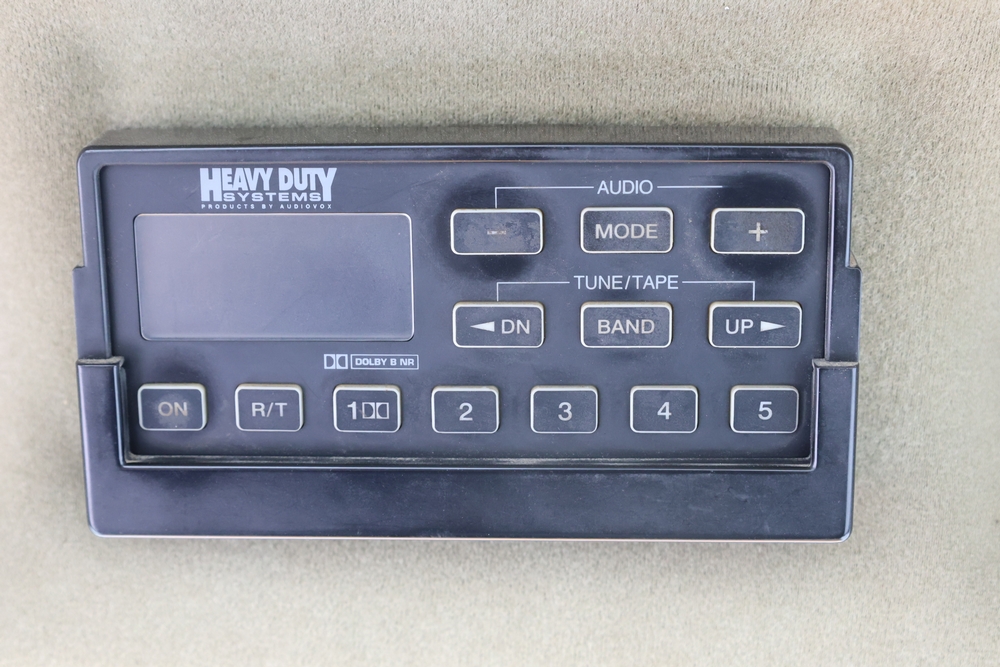 HEAVY DUTY
SYSTEMS
PRODUCTS BY AUDIOVOX
AUDIO
– MODE +
TUNE/TAPE
◄ DN BAND UP ►
DOLBY B NR
ON R/T 1 2 3 4 5